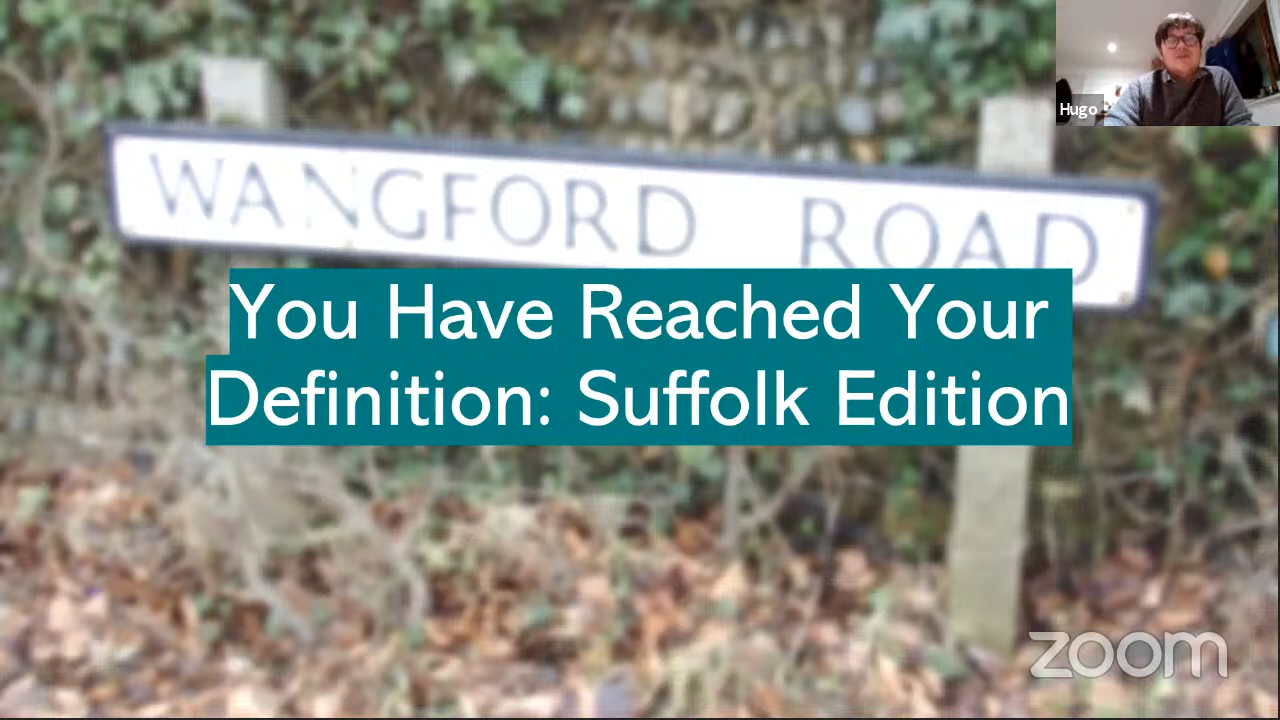 Hugo
WANGFORD ROAD
You Have Reached Your
Definition: Suffolk Edition
zoom